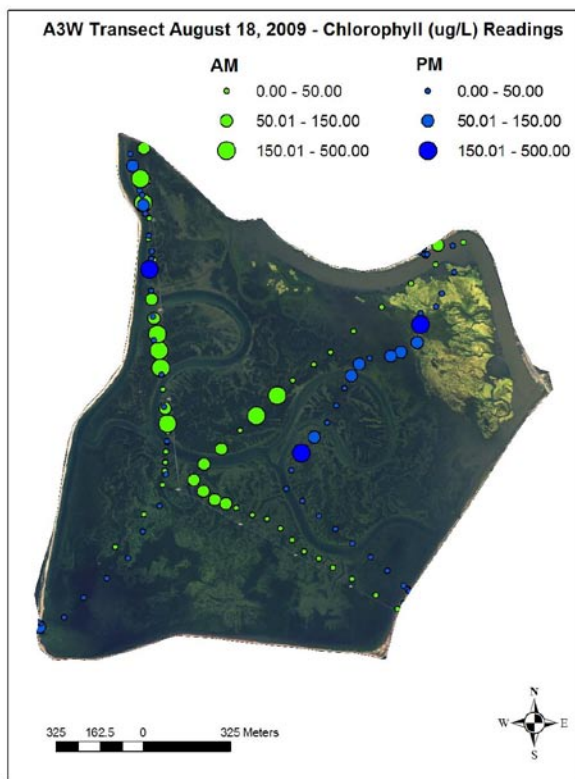 A3W Transect August 18, 2009 - Chlorophyll (ug/L) Readings
AM PM
0.00 - 50.00 0.00 - 50.00
50.01 - 150.00 50.01 - 150.00
150.01 - 500.00 150.01 - 500.00
325 162.5 0 325 Meters
N
W E
S